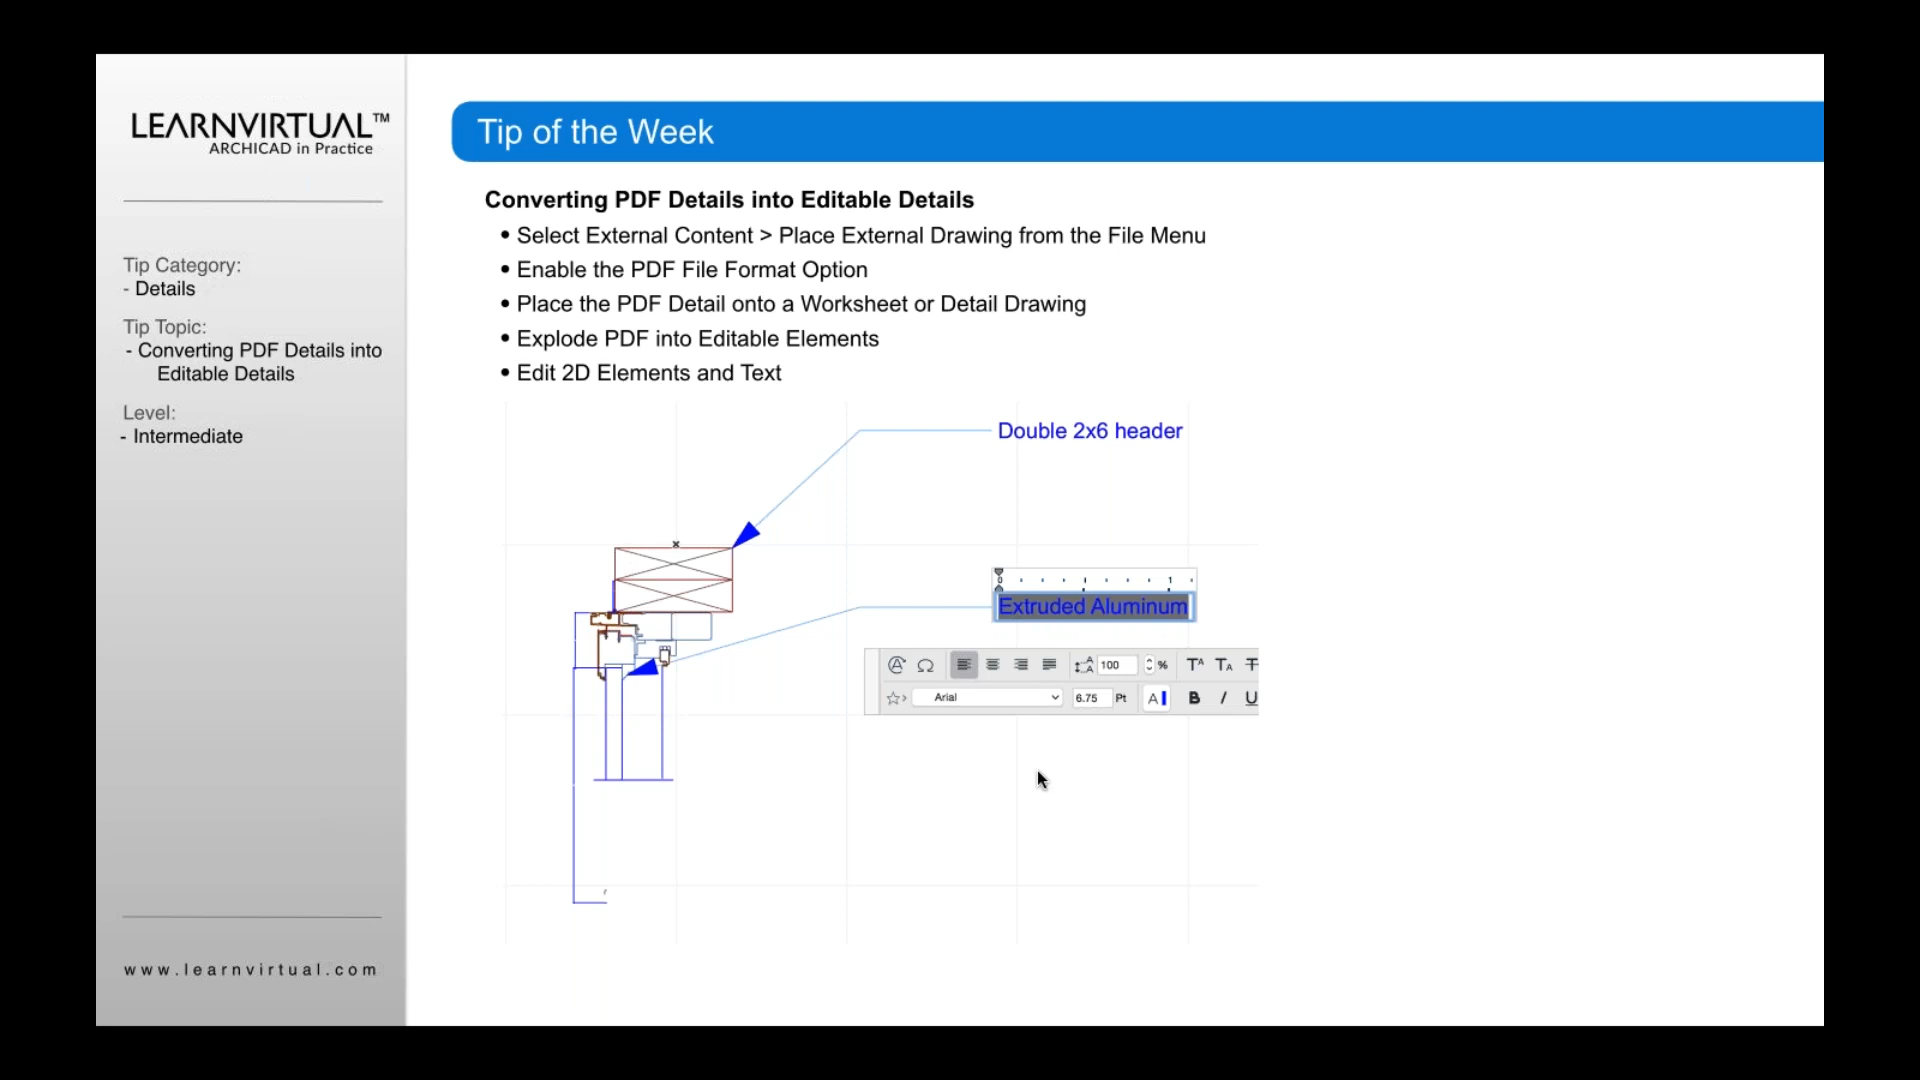 LEARNVIRTUAL™
ARCHICAD in Practice
Tip Category:
- Details
Tip Topic:
- Converting PDF Details into
Editable Details
Level:
- Intermediate
www.learnvirtual.com
Tip of the Week
Converting PDF Details into Editable Details
• Select External Content > Place External Drawing from the File Menu
• Enable the PDF File Format Option
• Place the PDF Detail onto a Worksheet or Detail Drawing
• Explode PDF into Editable Elements
• Edit 2D Elements and Text
Double 2x6 header
0 1
Extruded Aluminum
100 %
Arial 6.75 Pt A B I U